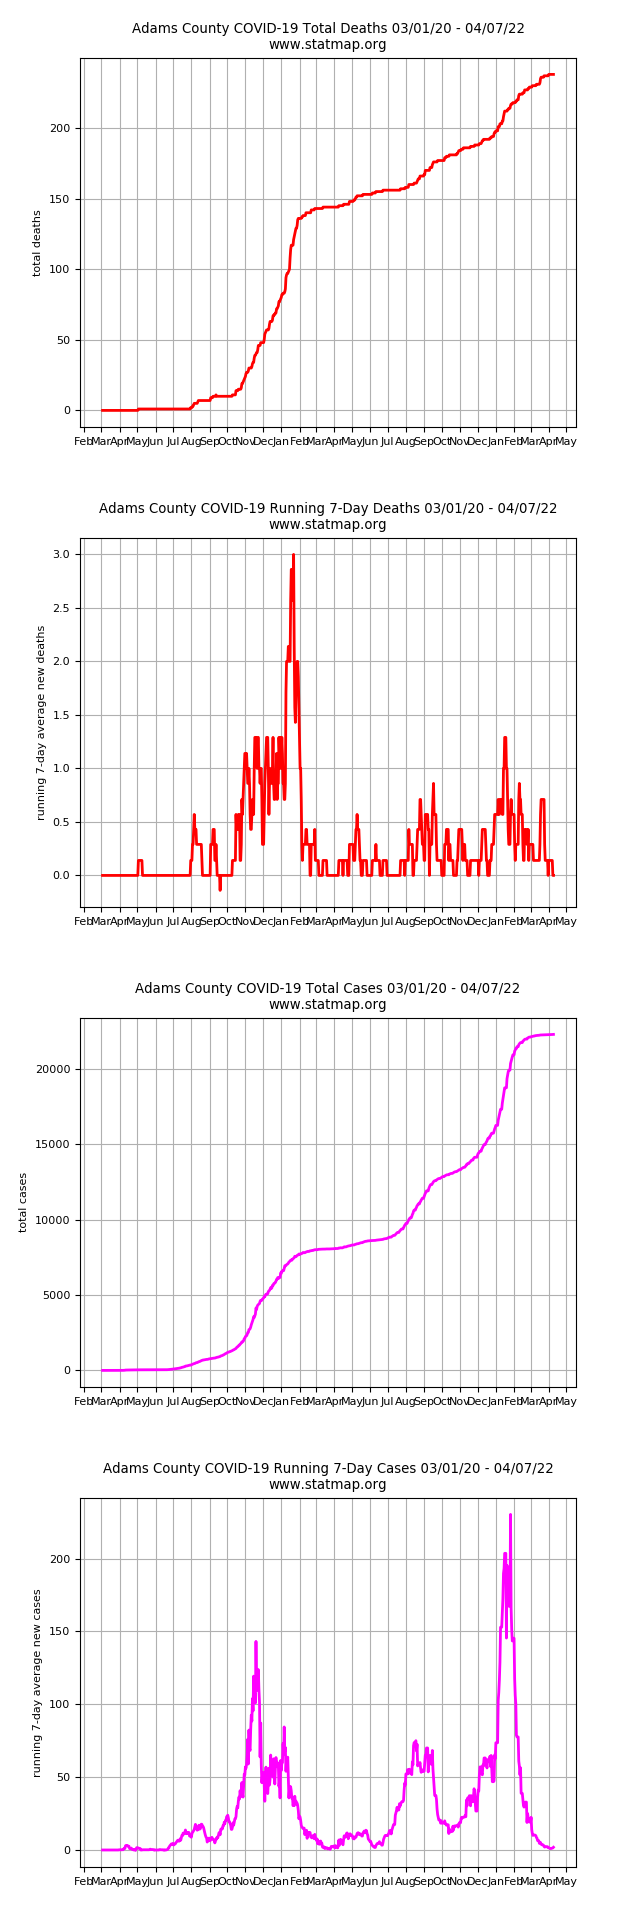 Adams County COVID-19 Total Deaths 03/01/20 - 04/07/22
www.statmap.org
200
150
100
50
0
total deaths
Feb Mar Apr May Jun Jul Aug Sep Oct Nov Dec Jan Feb Mar Apr May Jun Jul Aug Sep Oct Nov Dec Jan Feb Mar Apr May
Adams County COVID-19 Running 7-Day Deaths 03/01/20 - 04/07/22
www.statmap.org
3.0
2.5
2.0
1.5
1.0
0.5
0.0
running 7-day average new deaths
Feb Mar Apr May Jun Jul Aug Sep Oct Nov Dec Jan Feb Mar Apr May Jun Jul Aug Sep Oct Nov Dec Jan Feb Mar Apr May
Adams County COVID-19 Total Cases 03/01/20 - 04/07/22
www.statmap.org
20000
15000
10000
5000
0
total cases
Feb Mar Apr May Jun Jul Aug Sep Oct Nov Dec Jan Feb Mar Apr May Jun Jul Aug Sep Oct Nov Dec Jan Feb Mar Apr May
Adams County COVID-19 Running 7-Day Cases 03/01/20 - 04/07/22
www.statmap.org
200
150
100
50
0
running 7-day average new cases
Feb Mar Apr May Jun Jul Aug Sep Oct Nov Dec Jan Feb Mar Apr May Jun Jul Aug Sep Oct Nov Dec Jan Feb Mar Apr May